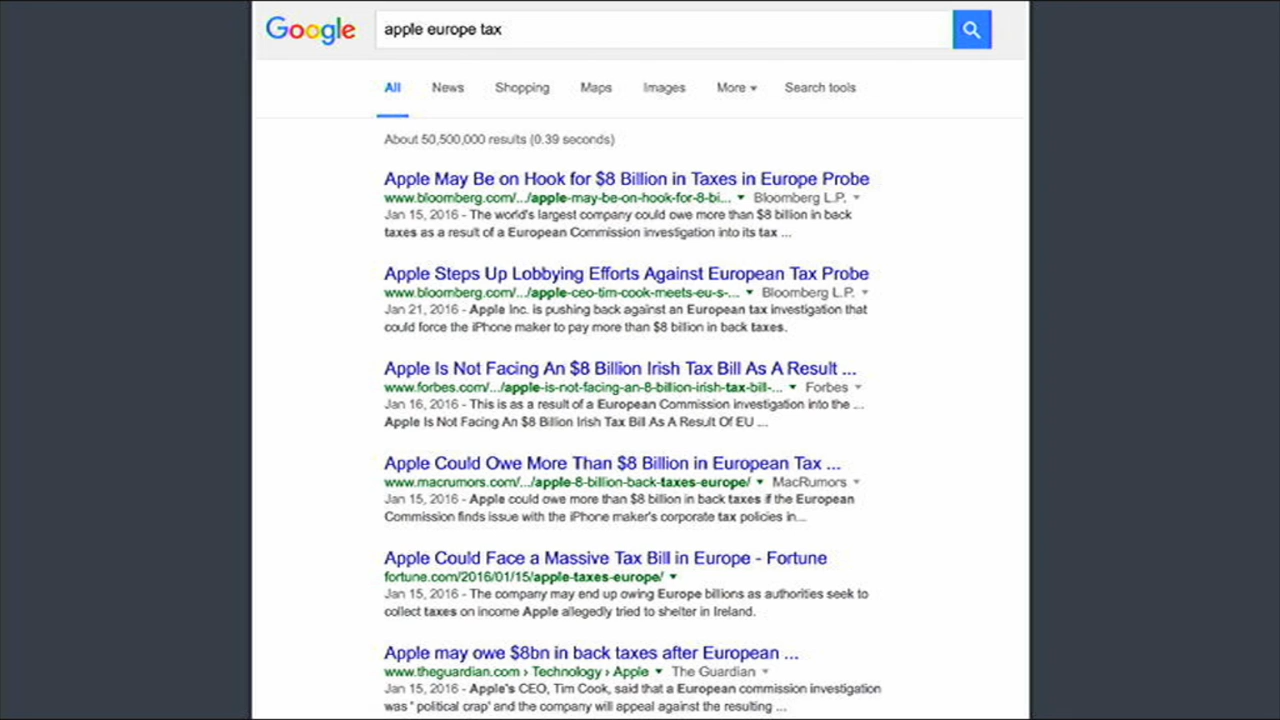 Google
apple europe tax
All News Shopping Maps Images More Search tools
About 50,500,000 results (0.39 seconds)
Apple May Be on Hook for $8 Billion in Taxes in Europe Probe
www.bloomberg.com/.../apple-may-be-on-hook-for-8-bi... Bloomberg L.P.
Jan 15, 2016 - The world's largest company could owe more than $8 billion in back
taxes as a result of a European Commission investigation into its tax ...
Apple Steps Up Lobbying Efforts Against European Tax Probe
www.bloomberg.com/.../apple-ceo-tim-cook-meets-eu-s-... Bloomberg L.P.
Jan 21, 2016 - Apple Inc. is pushing back against an European tax investigation that
could force the iPhone maker to pay more than $8 billion in back taxes.
Apple Is Not Facing An $8 Billion Irish Tax Bill As A Result ...
www.forbes.com/.../apple-is-not-facing-an-8-billion-irish-tax-bill-... Forbes
Jan 16, 2016 - This is as a result of a European Commission investigation into the ...
Apple Is Not Facing An $8 Billion Irish Tax Bill As A Result Of EU ...
Apple Could Owe More Than $8 Billion in European Tax ...
www.macrumors.com/.../apple-8-billion-back-taxes-europe/ MacRumors
Jan 15, 2016 - Apple could owe more than $8 billion in back taxes if the European
Commission finds issue with the iPhone maker's corporate tax policies in...
Apple Could Face a Massive Tax Bill in Europe - Fortune
fortune.com/2016/01/15/apple-taxes-europe/
Jan 15, 2016 - The company may end up owing Europe billions as authorities seek to
collect taxes on income Apple allegedly tried to shelter in Ireland.
Apple may owe $8bn in back taxes after European ...
www.theguardian.com › Technology › Apple The Guardian
Jan 15, 2016 - Apple's CEO, Tim Cook, said that a European commission investigation
was ' political crap' and the company will appeal against the resulting ...